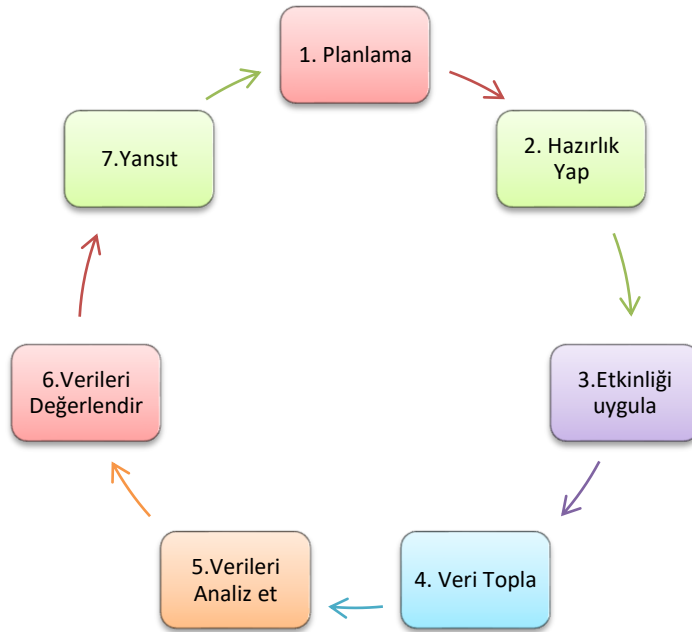 1. Planlama
2. Hazırlık
Yap
3.Etkinliği
uygula
4. Veri Topla
5.Verileri
Analiz et
6.Verileri
Değerlendir
7.Yansıt